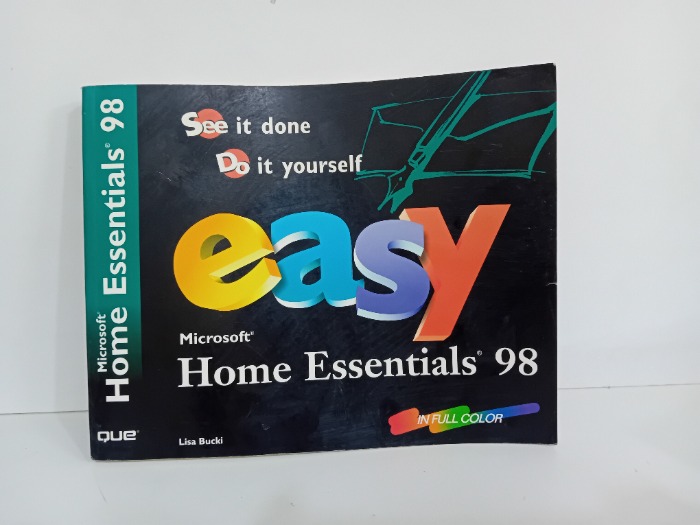 Microsoft®
Home Essentials® 98
QUE®
See it done
Do it yourself
easy
Microsoft®
Home Essentials® 98
IN FULL COLOR
Lisa Bucki